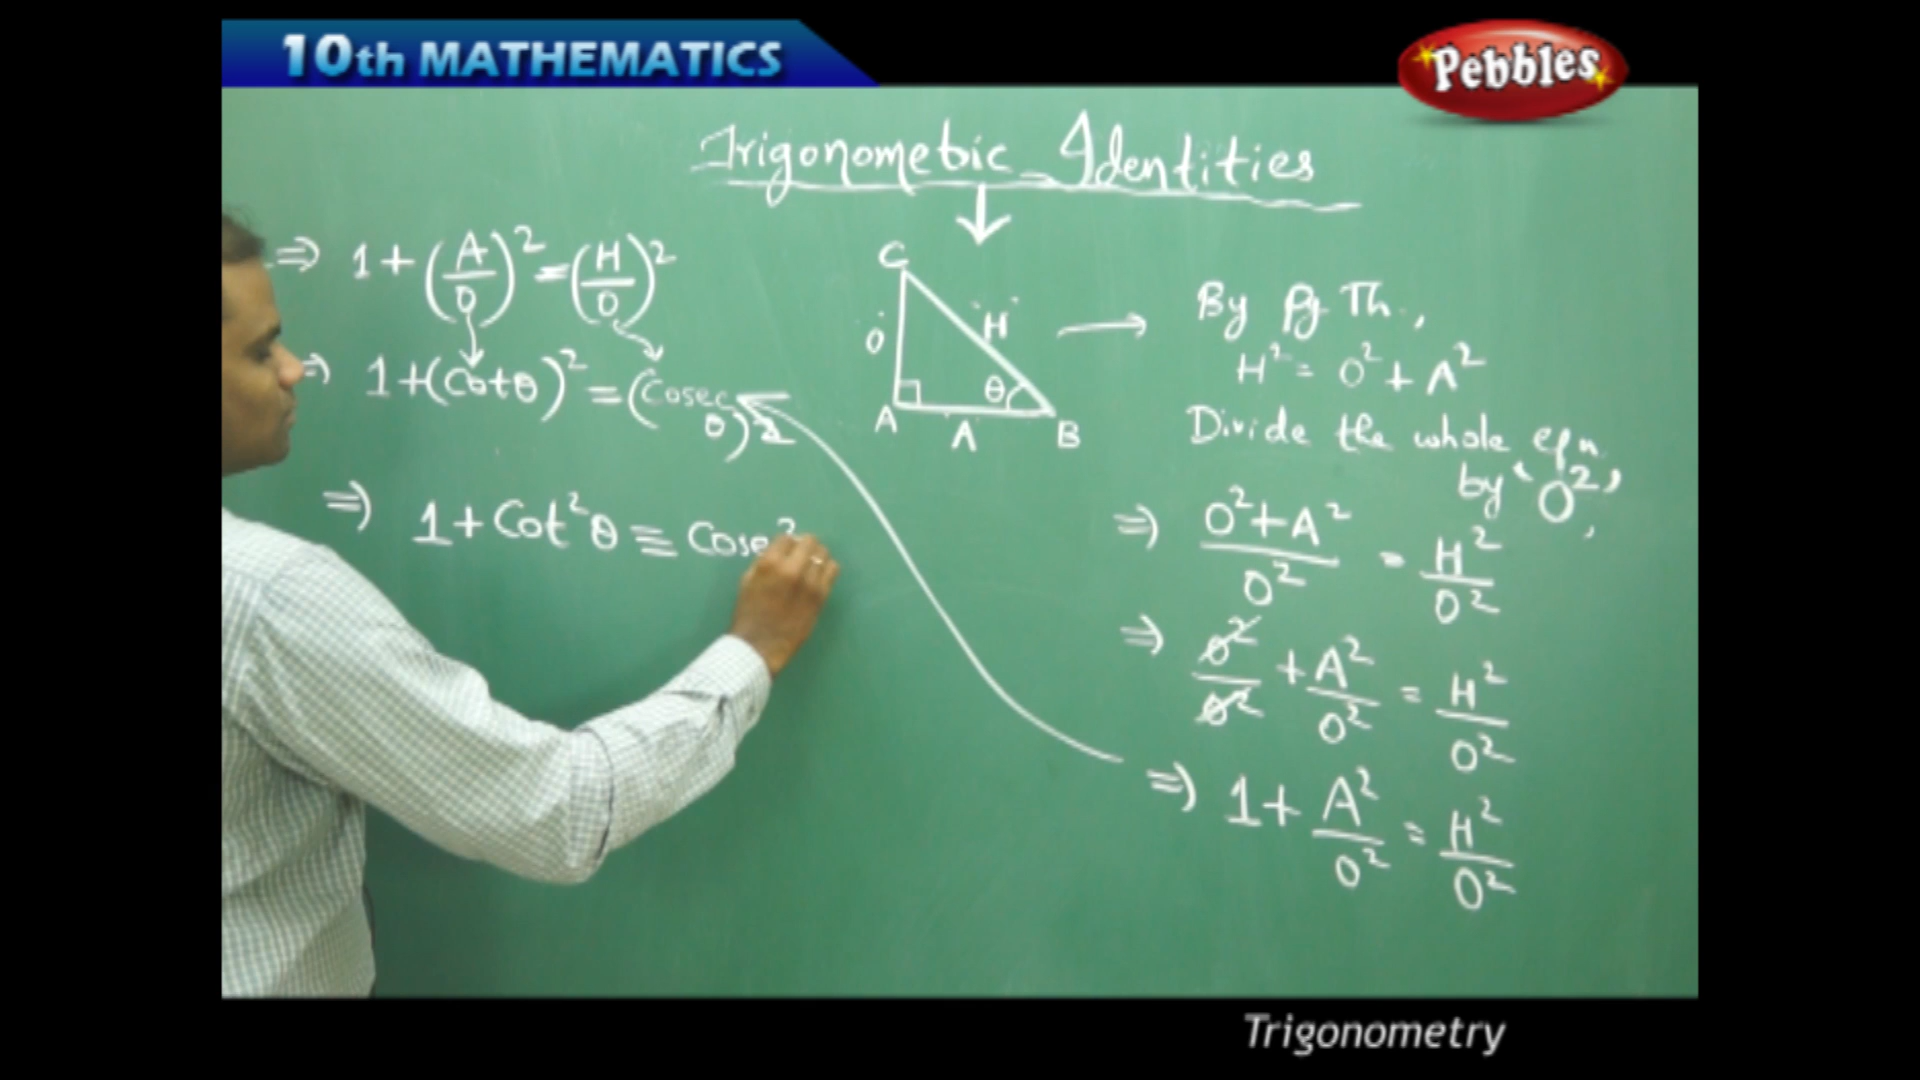 10th MATHEMATICS
Pebbles
Trigonometric Identities
⇒ 1 + (A/O)² = (H/O)²
⇒ 1 + (Cotθ)² = (Cosec
θ)²
⇒ 1 + Cot²θ ≡ Cosec²
C
O
H
θ
A
A
B
By Py Th.,
H² = O² + A²
Divide the whole eqn
by 'O²',
⇒ O² + A² / O² = H² / O²
⇒ O²/O² + A²/O² = H²/O²
⇒ 1 + A²/O² = H²/O²
Trigonometry